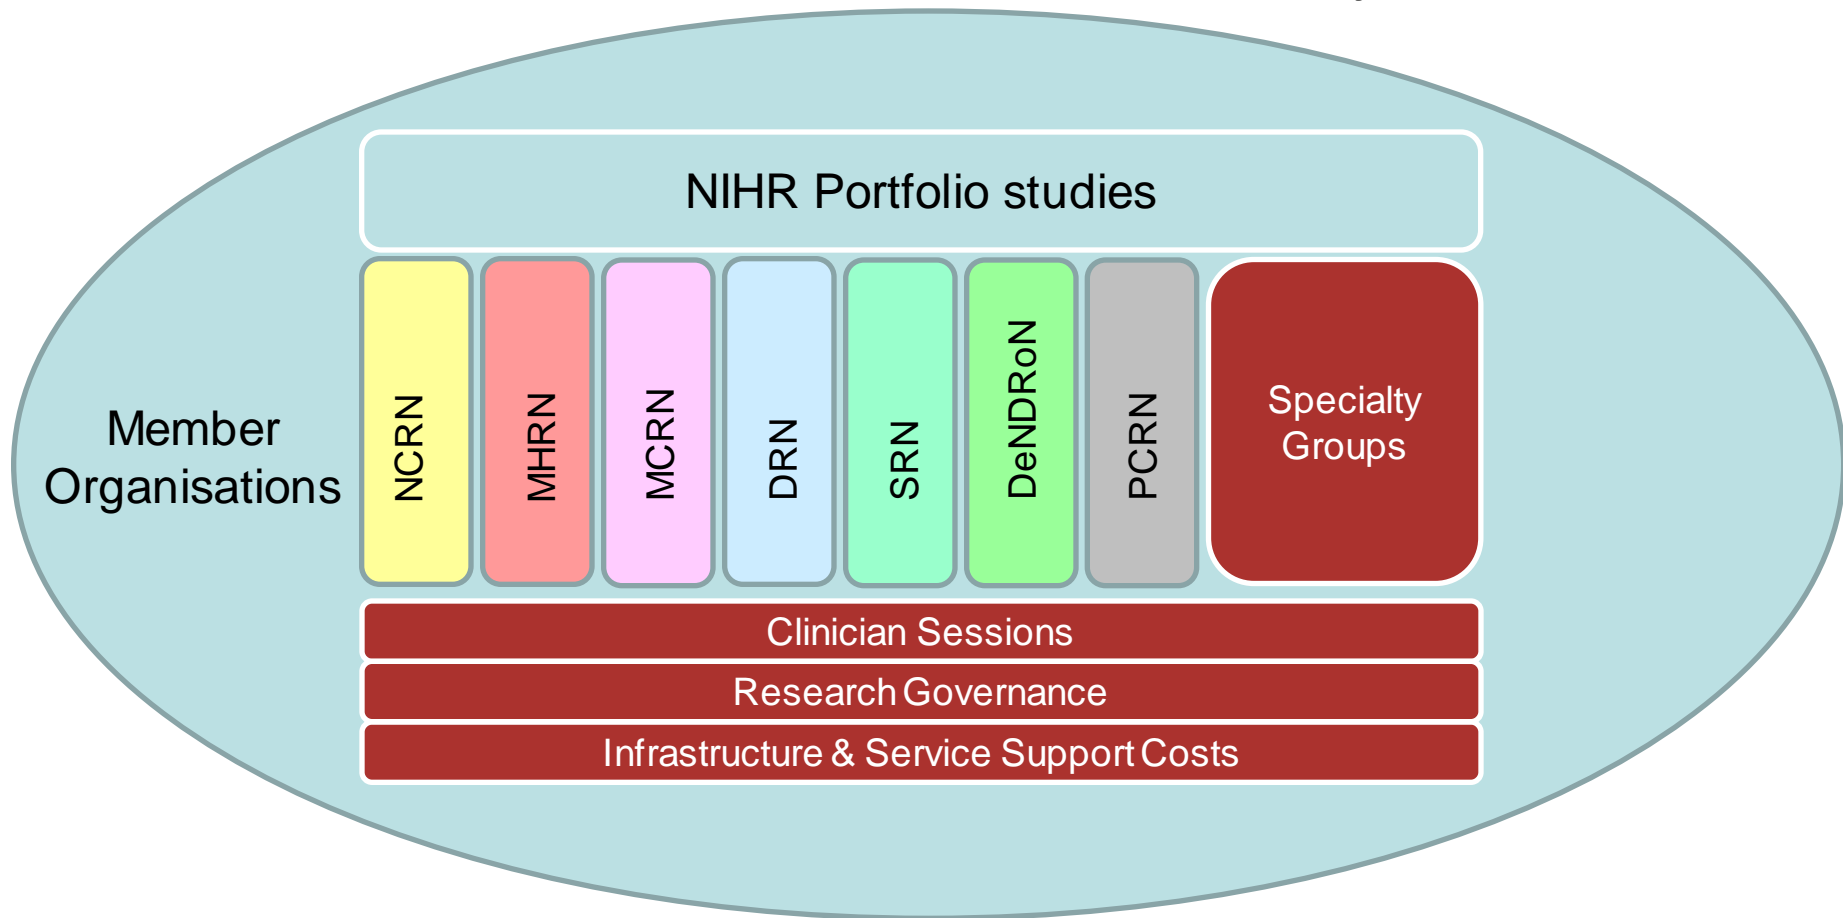 NIHR Portfolio studies
Member
Organisations
NCRN
MHRN
MCRN
DRN
SRN
DeNDRoN
PCRN
Specialty
Groups
Clinician Sessions
Research Governance
Infrastructure & Service Support Costs